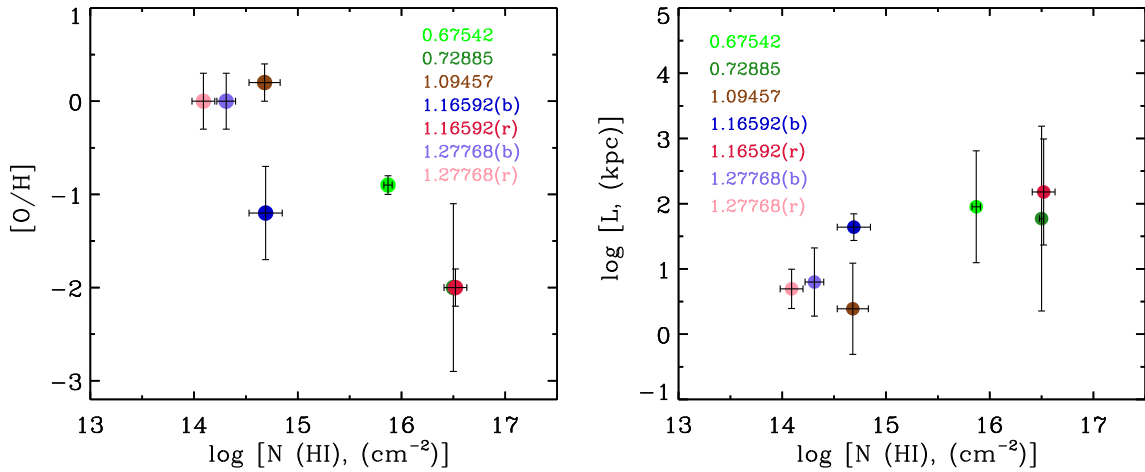 1
0
−1
−2
−3
[O/H]
0.67542
0.72885
1.09457
1.16592(b)
1.16592(r)
1.27768(b)
1.27768(r)
13 14 15 16 17
log [N (HI), (cm⁻²)]
5
4
3
2
1
0
−1
log [L, (kpc)]
0.67542
0.72885
1.09457
1.16592(b)
1.16592(r)
1.27768(b)
1.27768(r)
13 14 15 16 17
log [N (HI), (cm⁻²)]